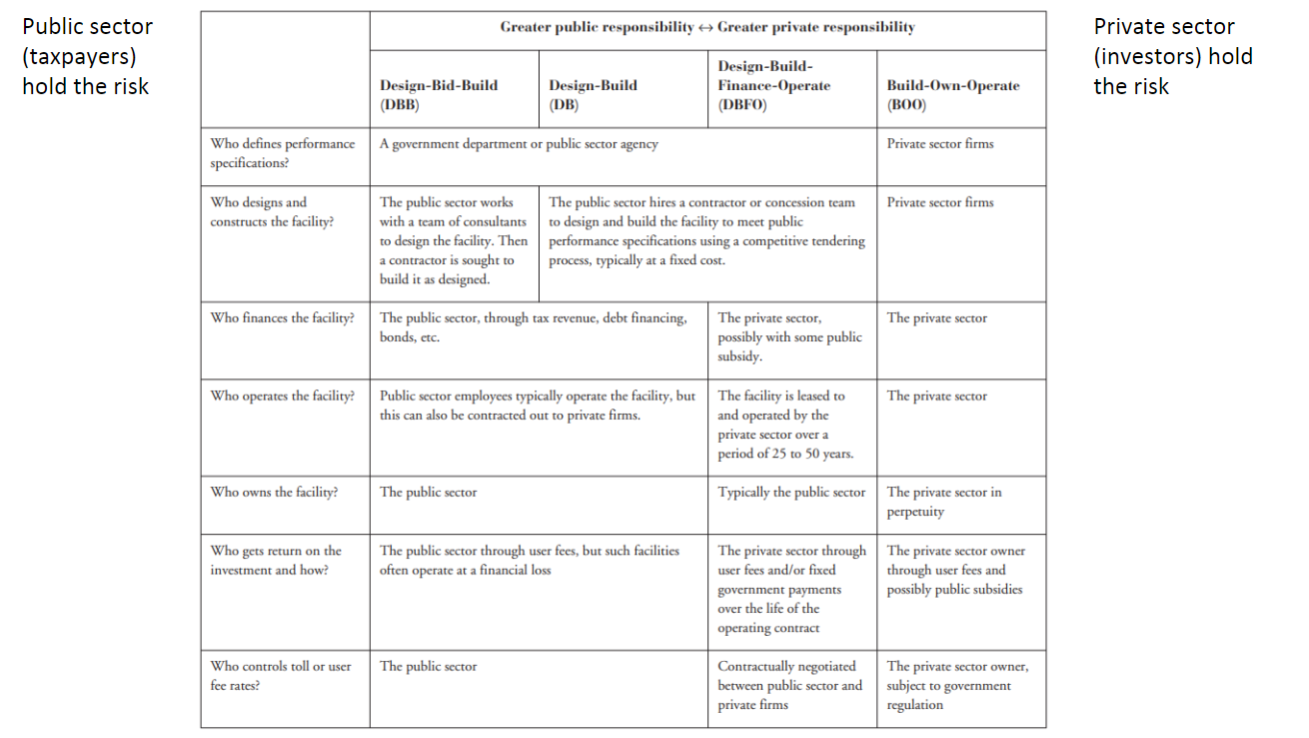 Public sector
(taxpayers)
hold the risk
Greater public responsibility ↔ Greater private responsibility
Private sector
(investors) hold
the risk
Design-Bid-Build
(DBB)
Design-Build
(DB)
Design-Build-
Finance-Operate
(DBFO)
Build-Own-Operate
(BOO)
Who defines performance
specifications?
A government department or public sector agency
Private sector firms
Who designs and
constructs the facility?
The public sector works
with a team of consultants
to design the facility. Then
a contractor is sought to
build it as designed.
The public sector hires a contractor or concession team
to design and build the facility to meet public
performance specifications using a competitive tendering
process, typically at a fixed cost.
Private sector firms
Who finances the facility?
The public sector, through tax revenue, debt financing,
bonds, etc.
The private sector,
possibly with some public
subsidy.
The private sector
Who operates the facility?
Public sector employees typically operate the facility, but
this can also be contracted out to private firms.
The facility is leased to
and operated by the
private sector over a
period of 25 to 50 years.
The private sector
Who owns the facility?
The public sector
Typically the public sector
The private sector in
perpetuity
Who gets return on the
investment and how?
The public sector through user fees, but such facilities
often operate at a financial loss
The private sector through
user fees and/or fixed
government payments
over the life of the
operating contract
The private sector owner
through user fees and
possibly public subsidies
Who controls toll or user
fee rates?
The public sector
Contractually negotiated
between public sector and
private firms
The private sector owner,
subject to government
regulation